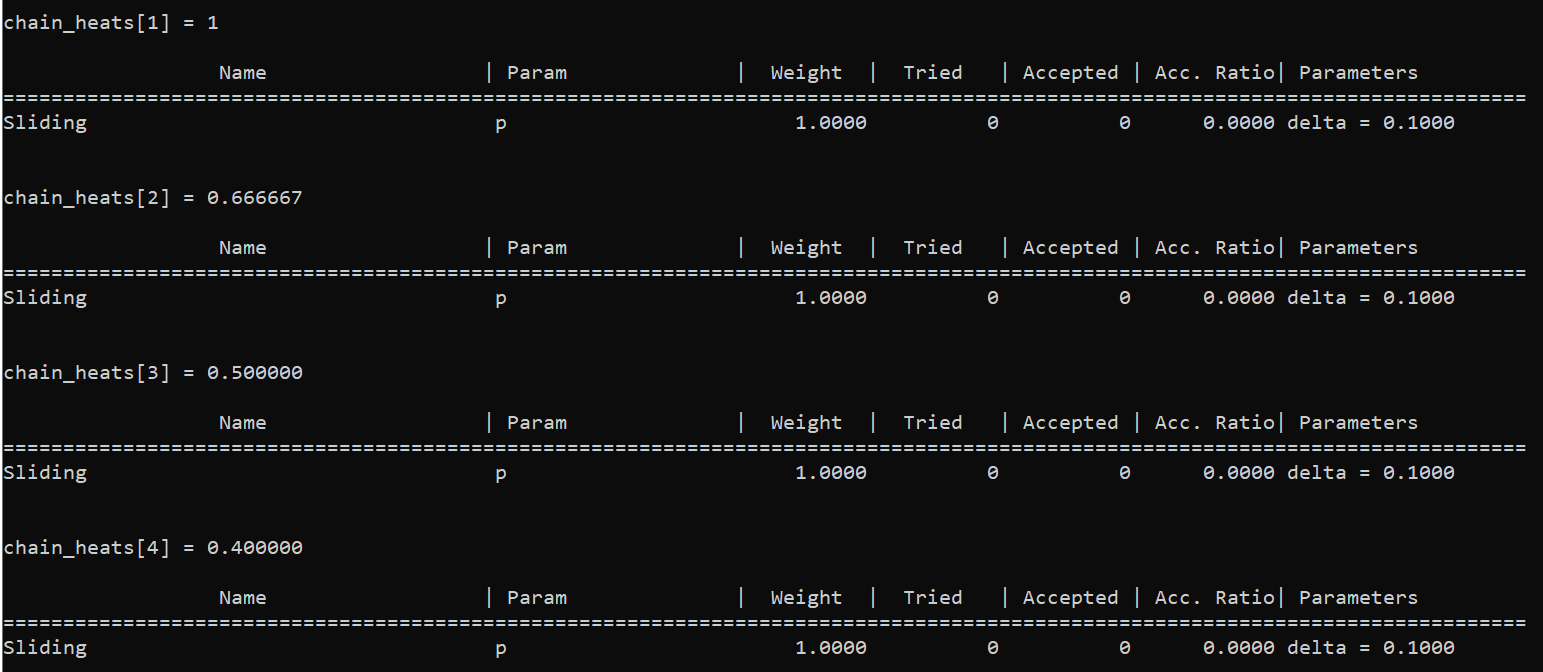 chain_heats[1] = 1
Name | Param | Weight | Tried | Accepted | Acc. Ratio| Parameters
===============================================================================================================================
Sliding p 1.0000 0 0 0.0000 delta = 0.1000
chain_heats[2] = 0.666667
Name | Param | Weight | Tried | Accepted | Acc. Ratio| Parameters
===============================================================================================================================
Sliding p 1.0000 0 0 0.0000 delta = 0.1000
chain_heats[3] = 0.500000
Name | Param | Weight | Tried | Accepted | Acc. Ratio| Parameters
===============================================================================================================================
Sliding p 1.0000 0 0 0.0000 delta = 0.1000
chain_heats[4] = 0.400000
Name | Param | Weight | Tried | Accepted | Acc. Ratio| Parameters
===============================================================================================================================
Sliding p 1.0000 0 0 0.0000 delta = 0.1000